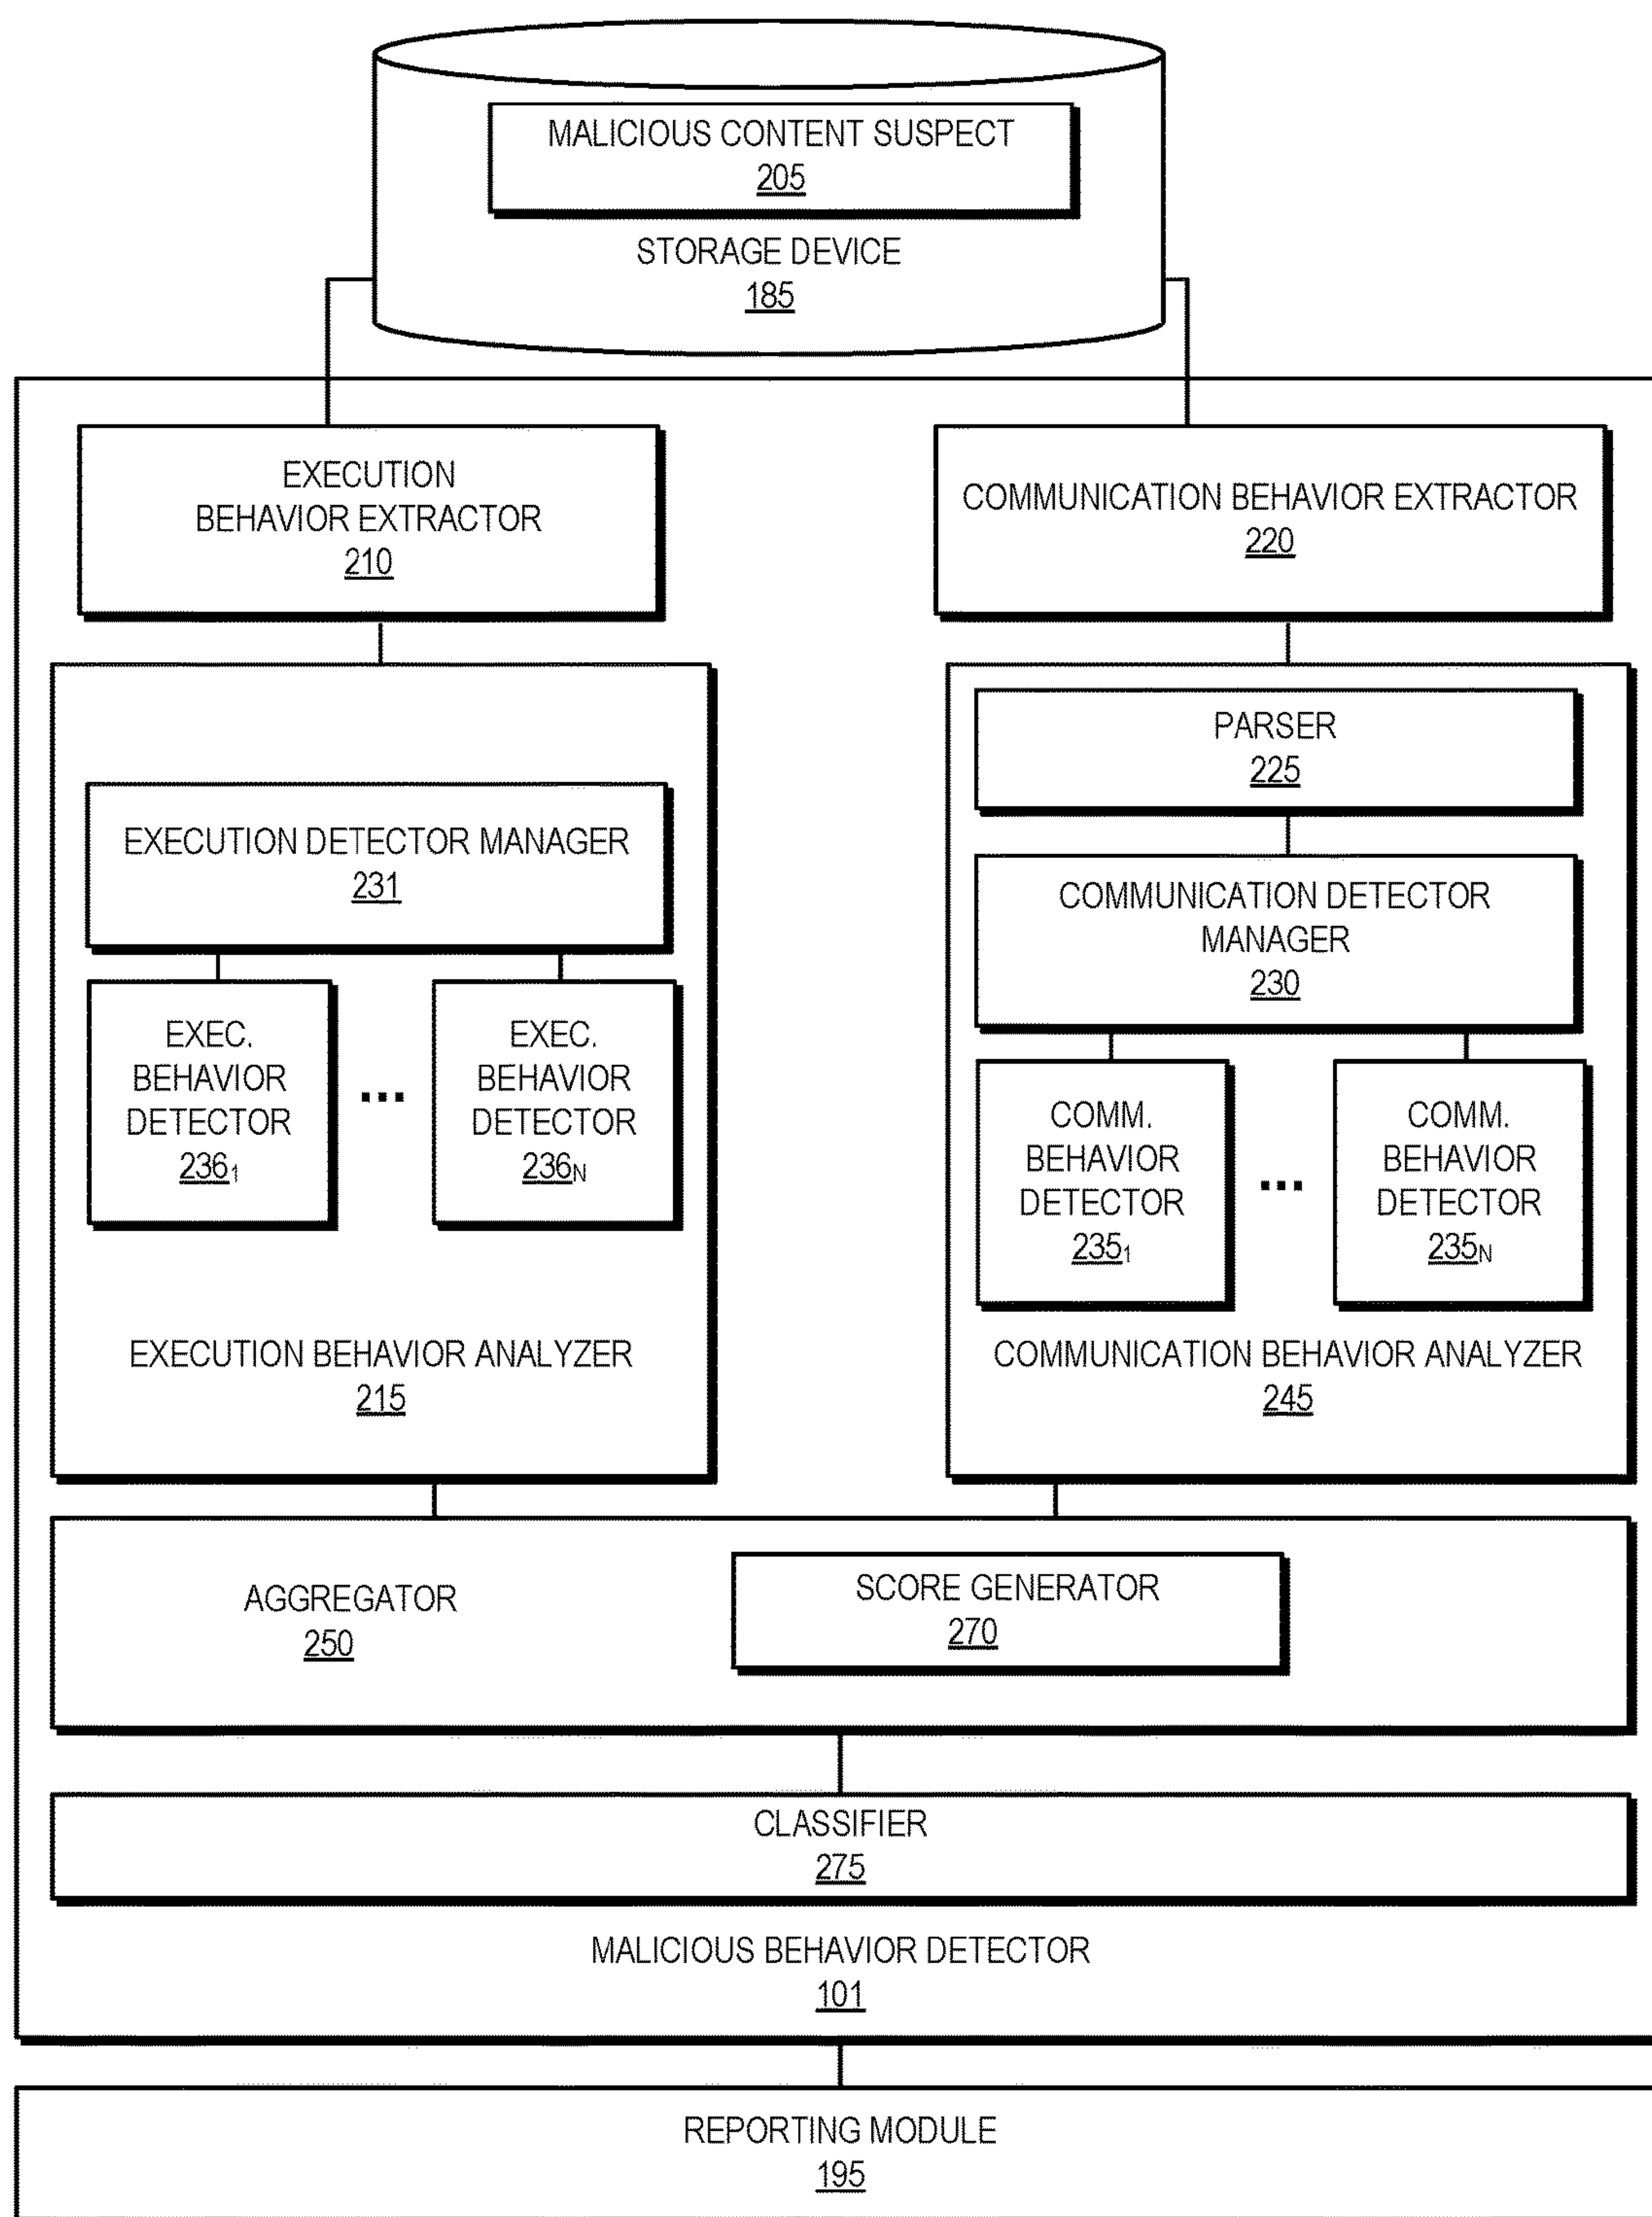 MALICIOUS CONTENT SUSPECT
205
STORAGE DEVICE
185
EXECUTION
BEHAVIOR EXTRACTOR
210
COMMUNICATION BEHAVIOR EXTRACTOR
220
EXECUTION DETECTOR MANAGER
231
EXEC.
BEHAVIOR
DETECTOR
236₁
...
EXEC.
BEHAVIOR
DETECTOR
236N
EXECUTION BEHAVIOR ANALYZER
215
PARSER
225
COMMUNICATION DETECTOR
MANAGER
230
COMM.
BEHAVIOR
DETECTOR
235₁
...
COMM.
BEHAVIOR
DETECTOR
235N
COMMUNICATION BEHAVIOR ANALYZER
245
AGGREGATOR
250
SCORE GENERATOR
270
CLASSIFIER
275
MALICIOUS BEHAVIOR DETECTOR
101
REPORTING MODULE
195